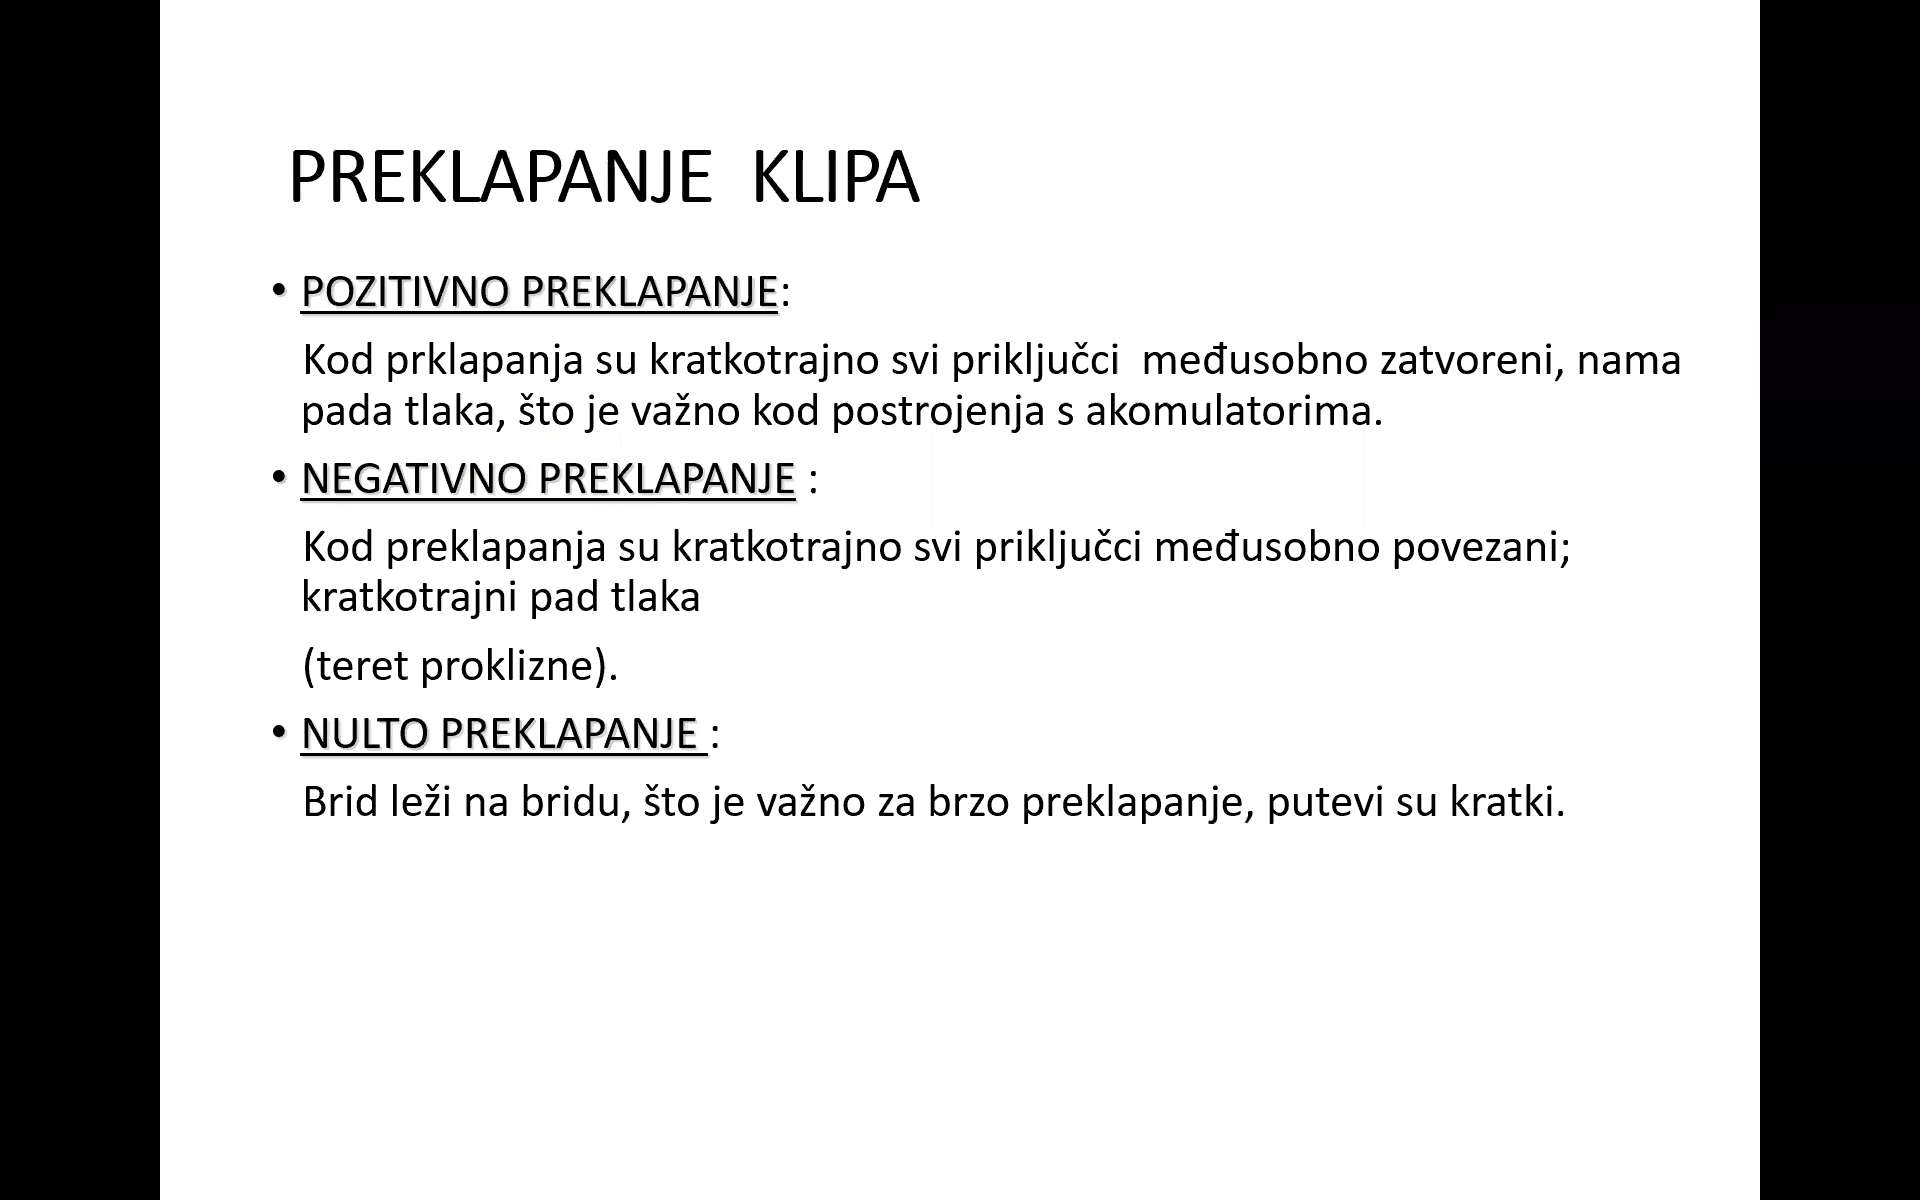 PREKLAPANJE  KLIPA
• POZITIVNO PREKLAPANJE:
Kod prklapanja su kratkotrajno svi priključci  međusobno zatvoreni, nama
pada tlaka, što je važno kod postrojenja s akomulatorima.
• NEGATIVNO PREKLAPANJE :
Kod preklapanja su kratkotrajno svi priključci međusobno povezani;
kratkotrajni pad tlaka
(teret proklizne).
• NULTO PREKLAPANJE :
Brid leži na bridu, što je važno za brzo preklapanje, putevi su kratki.